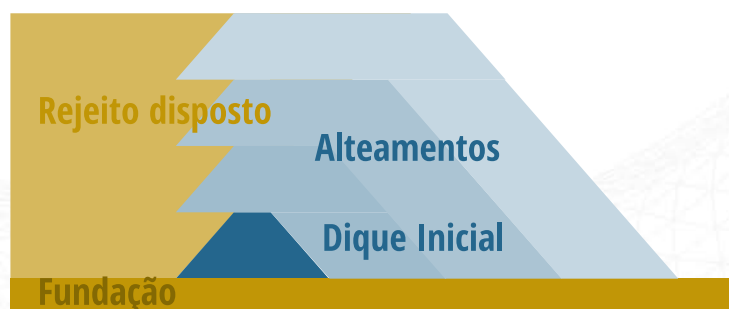 Rejeito disposto
Alteamentos
Dique Inicial
Fundação